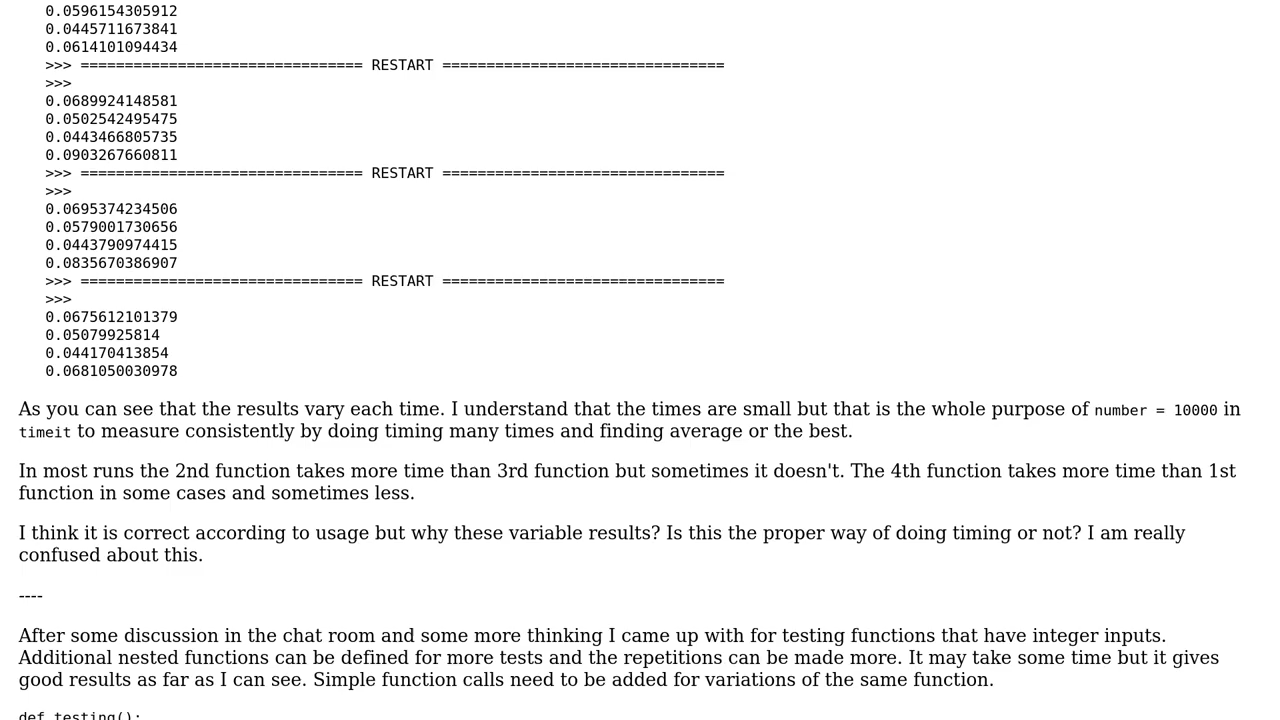 0.0596154305912
0.0445711673841
0.0614101094434
>>> ================================ RESTART ================================
>>>
0.0689924148581
0.0502542495475
0.0443466805735
0.0903267660811
>>> ================================ RESTART ================================
>>>
0.0695374234506
0.0579001730656
0.0443790974415
0.0835670386907
>>> ================================ RESTART ================================
>>>
0.0675612101379
0.05079925814
0.044170413854
0.0681050030978
As you can see that the results vary each time. I understand that the times are small but that is the whole purpose of number = 10000 in
timeit to measure consistently by doing timing many times and finding average or the best.
In most runs the 2nd function takes more time than 3rd function but sometimes it doesn't. The 4th function takes more time than 1st
function in some cases and sometimes less.
I think it is correct according to usage but why these variable results? Is this the proper way of doing timing or not? I am really
confused about this.
----
After some discussion in the chat room and some more thinking I came up with for testing functions that have integer inputs.
Additional nested functions can be defined for more tests and the repetitions can be made more. It may take some time but it gives
good results as far as I can see. Simple function calls need to be added for variations of the same function.
def testing():